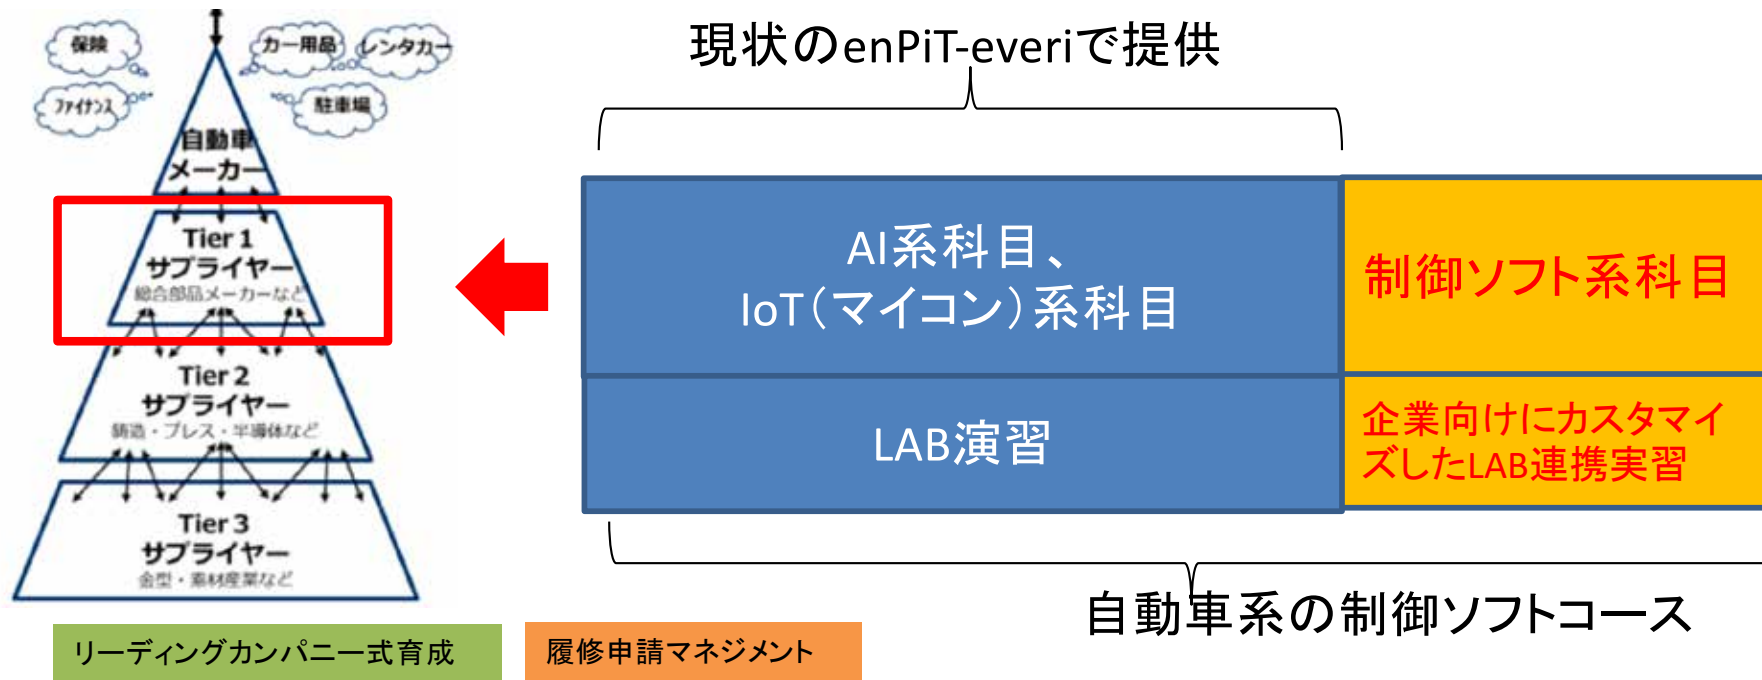 保険
カー用品
レンタカー
ファイナンス
駐車場
自動車
メーカー
Tier 1
サプライヤー
総合部品メーカーなど
Tier 2
サプライヤー
鋳造・プレス・半導体など
Tier 3
サプライヤー
金型・素材産業など
現状のenPiT-everiで提供
AI系科目、
IoT(マイコン)系科目
制御ソフト系科目
LAB演習
企業向けにカスタマイ
ズしたLAB連携実習
自動車系の制御ソフトコース
リーディングカンパニー式育成
履修申請マネジメント